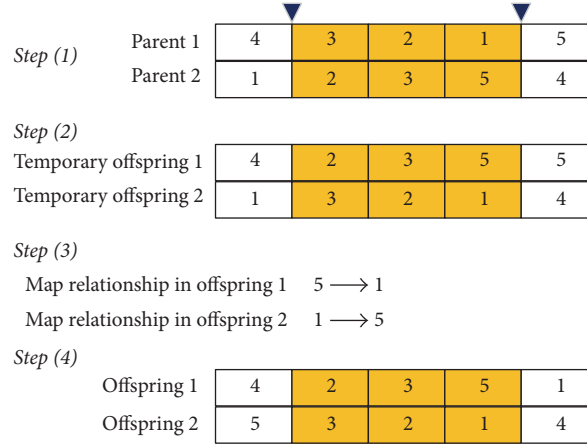 Step (1)
Parent 1 4 3 2 1 5
Parent 2 1 2 3 5 4
Step (2)
Temporary offspring 1 4 2 3 5 5
Temporary offspring 2 1 3 2 1 4
Step (3)
Map relationship in offspring 1 5 → 1
Map relationship in offspring 2 1 → 5
Step (4)
Offspring 1 4 2 3 5 1
Offspring 2 5 3 2 1 4